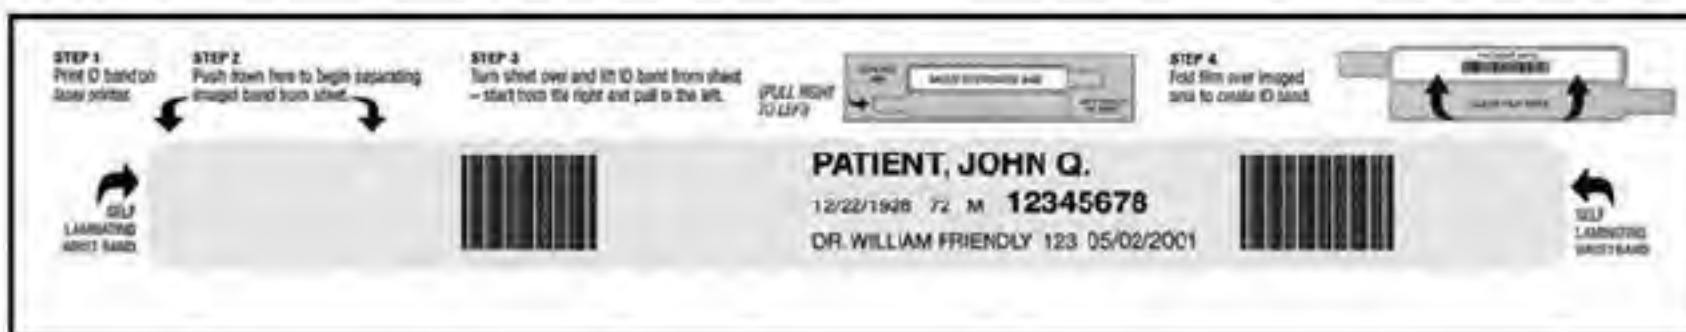 STEP 1
Print ID band on
laser printer.
STEP 2
Push down here to begin separating
imaged band from sheet.
STEP 3
Turn sheet over and lift ID band from sheet
– start from the right and pull to the left.
(PULL RIGHT
TO LEFT)
STEP 4
Fold film over imaged
area to create ID band.
SELF
LAMINATING
WRIST BAND
PATIENT, JOHN Q.
12/22/1928 72 M 12345678
DR. WILLIAM FRIENDLY 123 05/02/2001
SELF
LAMINATING
WRISTBAND